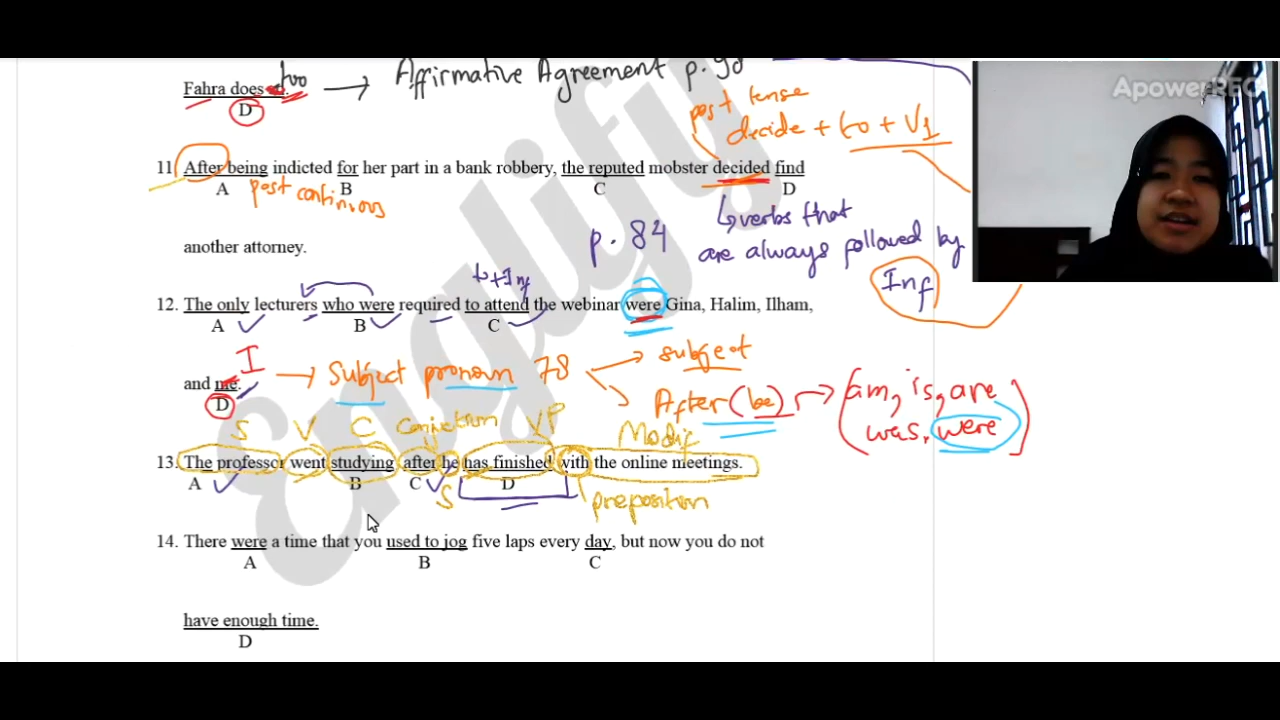 too
Affirmative Agreement p. 98
Fahra does
D
past tense
decide + to + V1
11. After being indicted for her part in a bank robbery, the reputed mobster decided find
A B C D
past continuous
verbs that
p. 84 are always followed by
another attorney.
Inf
to + Inf
12. The only lecturers who were required to attend the webinar were Gina, Halim, Ilham,
A B C
I
Subject pronoun 78
subject
and me.
D
After (be) am, is, are
was, were
S V C Conjection VP Modif
13. The professor went studying after he has finished with the online meetings.
A B C D
S preposition
14. There were a time that you used to jog five laps every day, but now you do not
A B C
have enough time.
D
Englify
ApowerREC